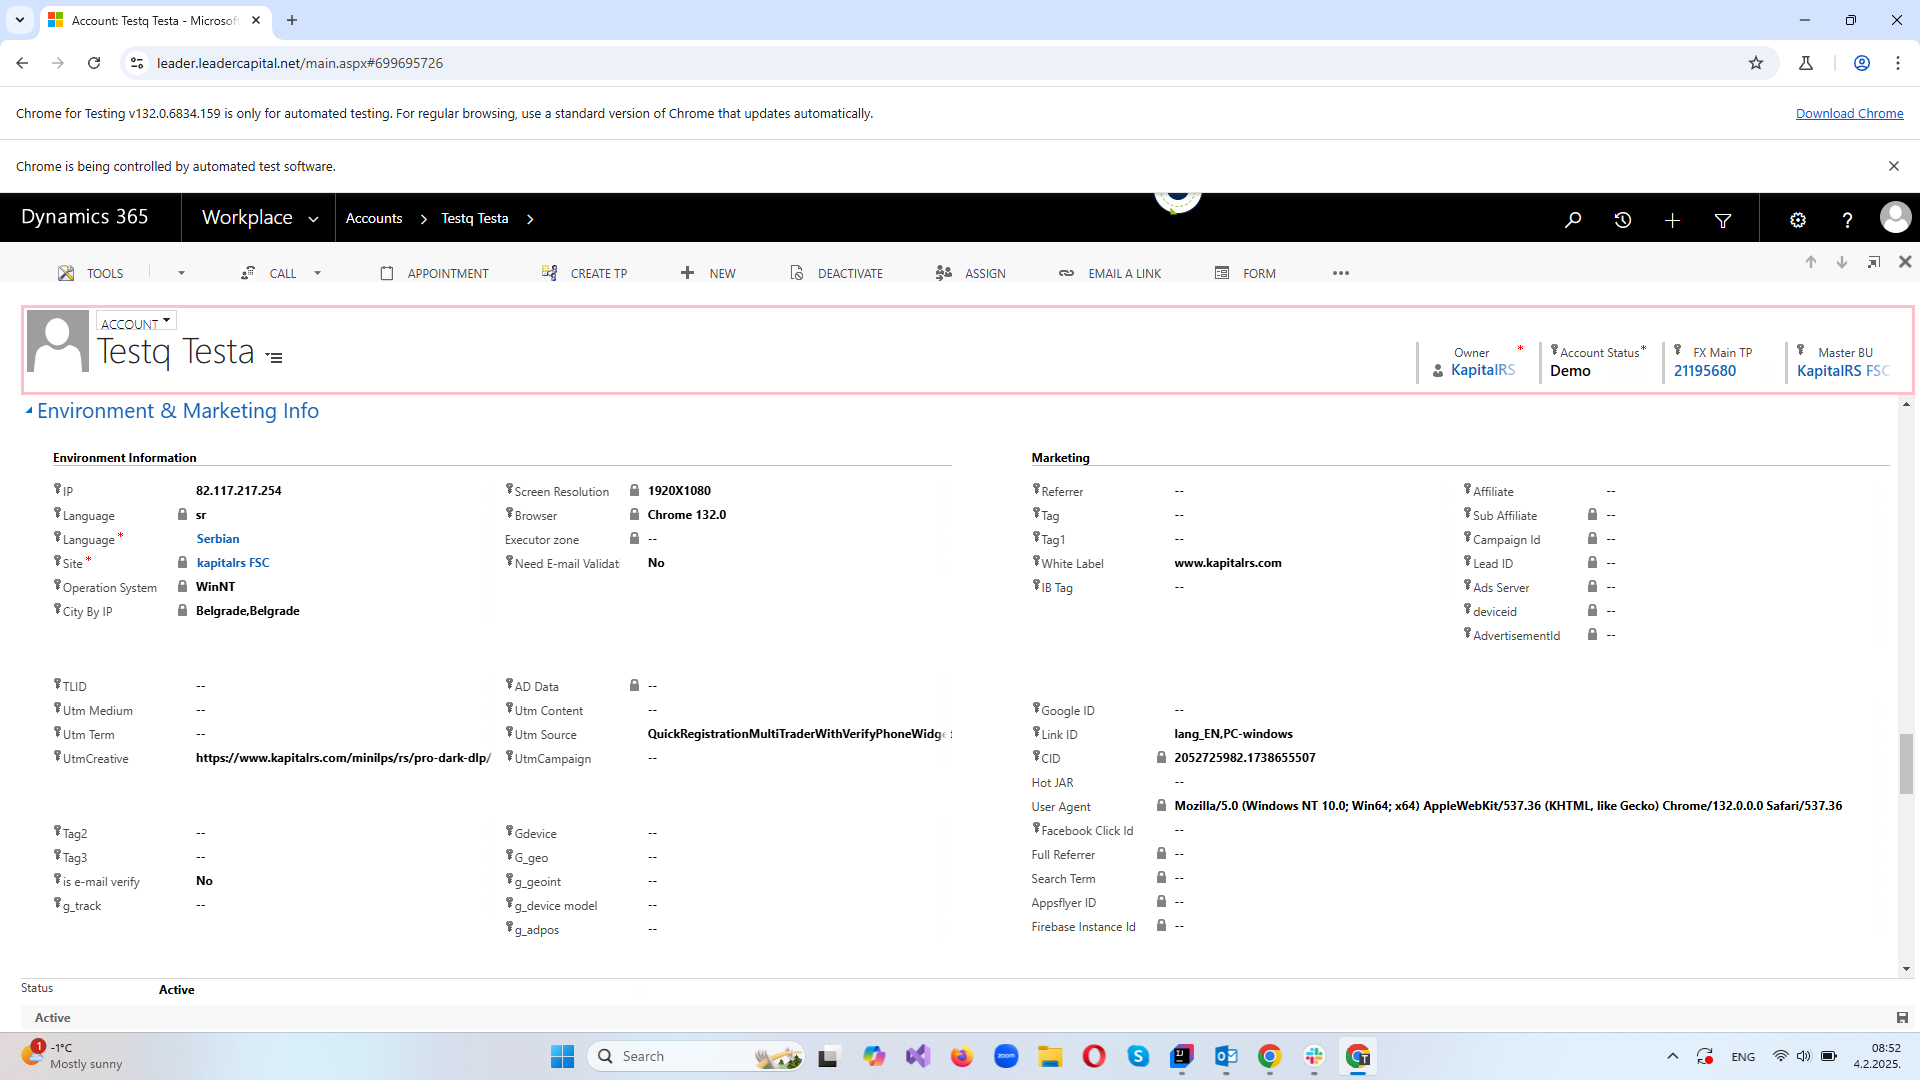 Account: Testq Testa - Microsof
leader.leadercapital.net/main.aspx#699695726
Chrome for Testing v132.0.6834.159 is only for automated testing. For regular browsing, use a standard version of Chrome that updates automatically.
Download Chrome
Chrome is being controlled by automated test software.
Dynamics 365
Workplace
Accounts
Testq Testa
TOOLS
CALL
APPOINTMENT
CREATE TP
NEW
DEACTIVATE
ASSIGN
EMAIL A LINK
FORM
•••
ACCOUNT
Testq Testa
Owner *
KapitalRS
Account Status *
Demo
FX Main TP
21195680
Master BU
KapitalRS FSC
Environment & Marketing Info
Environment Information
IP 82.117.217.254
Language sr
Language * Serbian
Site * kapitalrs FSC
Operation System WinNT
City By IP Belgrade,Belgrade
Screen Resolution 1920X1080
Browser Chrome 132.0
Executor zone --
Need E-mail Validat No
TLID --
Utm Medium --
Utm Term --
UtmCreative https://www.kapitalrs.com/minilps/rs/pro-dark-dlp/
AD Data --
Utm Content --
Utm Source QuickRegistrationMultiTraderWithVerifyPhoneWidge
UtmCampaign --
Tag2 --
Tag3 --
is e-mail verify No
g_track --
Gdevice --
G_geo --
g_geoint --
g_device model --
g_adpos --
Marketing
Referrer --
Tag --
Tag1 --
White Label www.kapitalrs.com
IB Tag --
Affiliate --
Sub Affiliate --
Campaign Id --
Lead ID --
Ads Server --
deviceid --
AdvertisementId --
Google ID --
Link ID lang_EN,PC-windows
CID 2052725982.1738655507
Hot JAR --
User Agent Mozilla/5.0 (Windows NT 10.0; Win64; x64) AppleWebKit/537.36 (KHTML, like Gecko) Chrome/132.0.0.0 Safari/537.36
Facebook Click Id --
Full Referrer --
Search Term --
Appsflyer ID --
Firebase Instance Id --
Status Active
Active
1
-1°C
Mostly sunny
Search
zoom
ENG
08:52
4.2.2025.